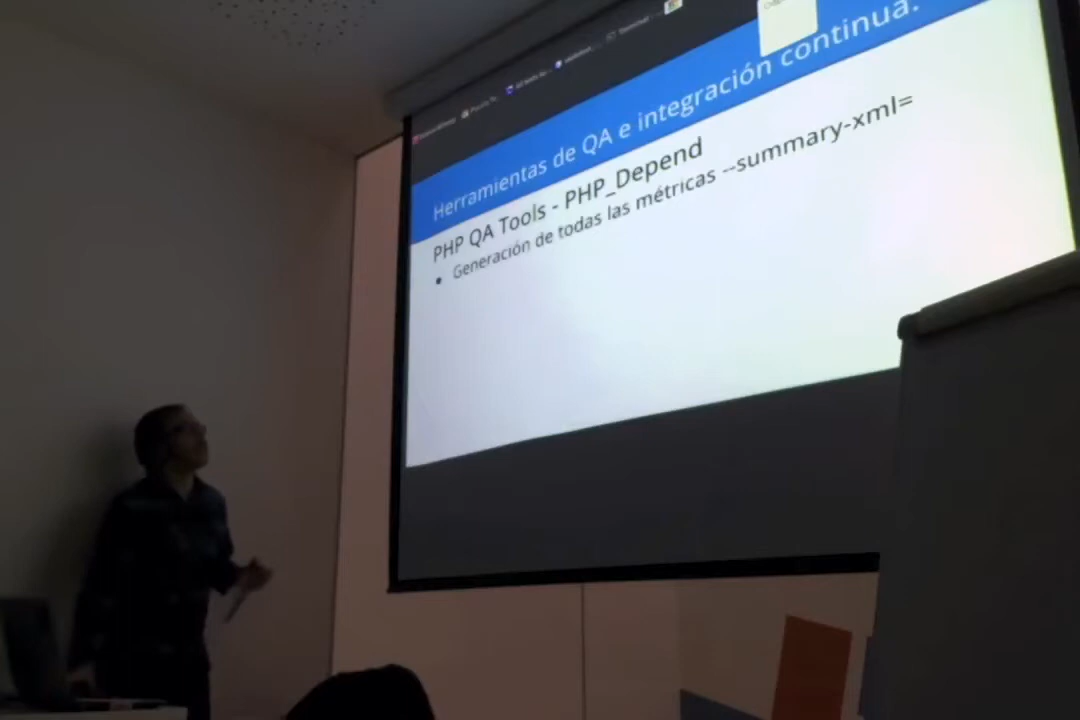 Herramientas de QA e integración continua.
PHP QA Tools - PHP_Depend
Generación de todas las métricas --summary-xml=